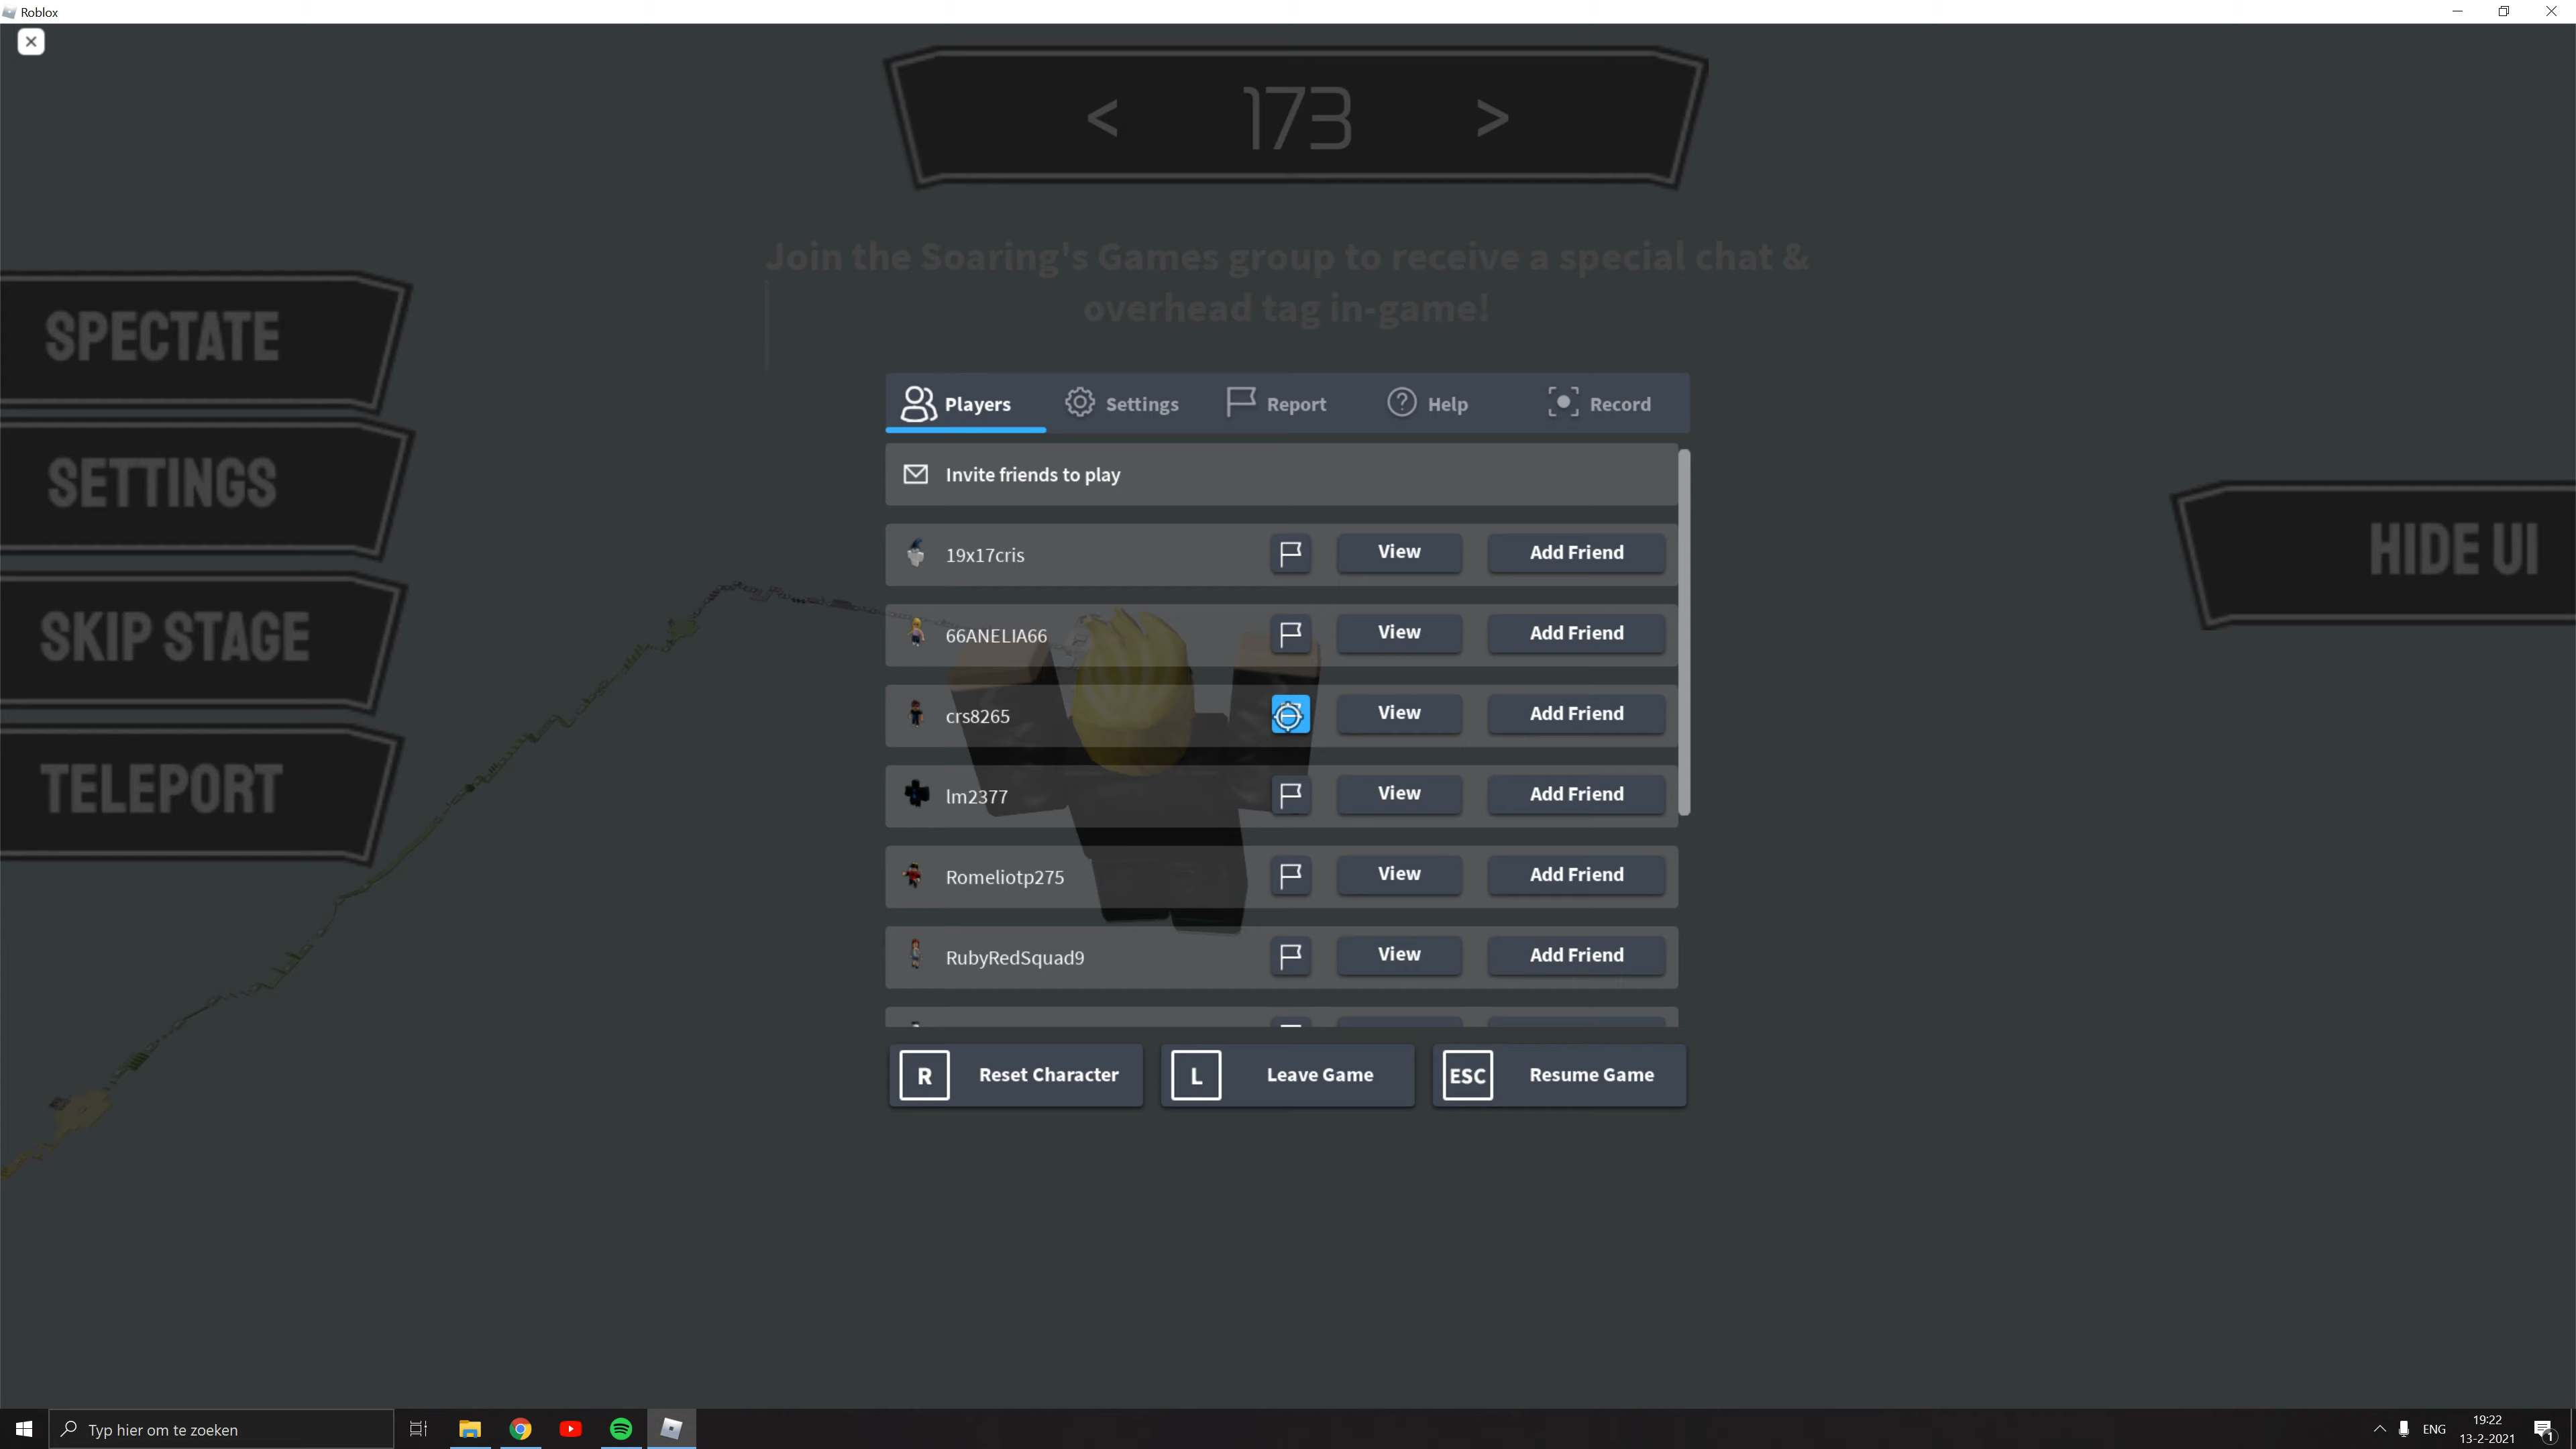 Roblox
< 173 >
Join the Soaring's Games group to receive a special chat &
overhead tag in-game!
SPECTATE
SETTINGS
SKIP STAGE
TELEPORT
HIDE UI
Players Settings Report Help Record
Invite friends to play
19x17cris View Add Friend
66ANELIA66 View Add Friend
crs8265 View Add Friend
lm2377 View Add Friend
Romeliotp275 View Add Friend
RubyRedSquad9 View Add Friend
R Reset Character L Leave Game ESC Resume Game
Typ hier om te zoeken
ENG
19:22
13-2-2021
1